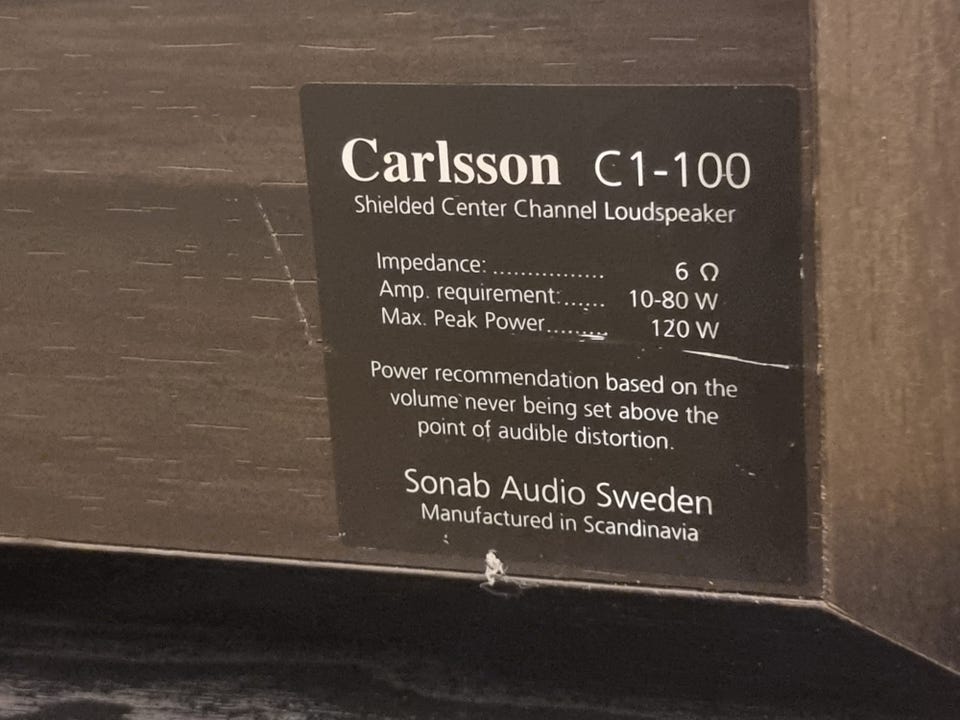 Carlsson C1-100
Shielded Center Channel Loudspeaker
Impedance: ................ 6 Ω
Amp. requirement:...... 10-80 W
Max. Peak Power......... 120 W
Power recommendation based on the
volume never being set above the
point of audible distortion.
Sonab Audio Sweden
Manufactured in Scandinavia